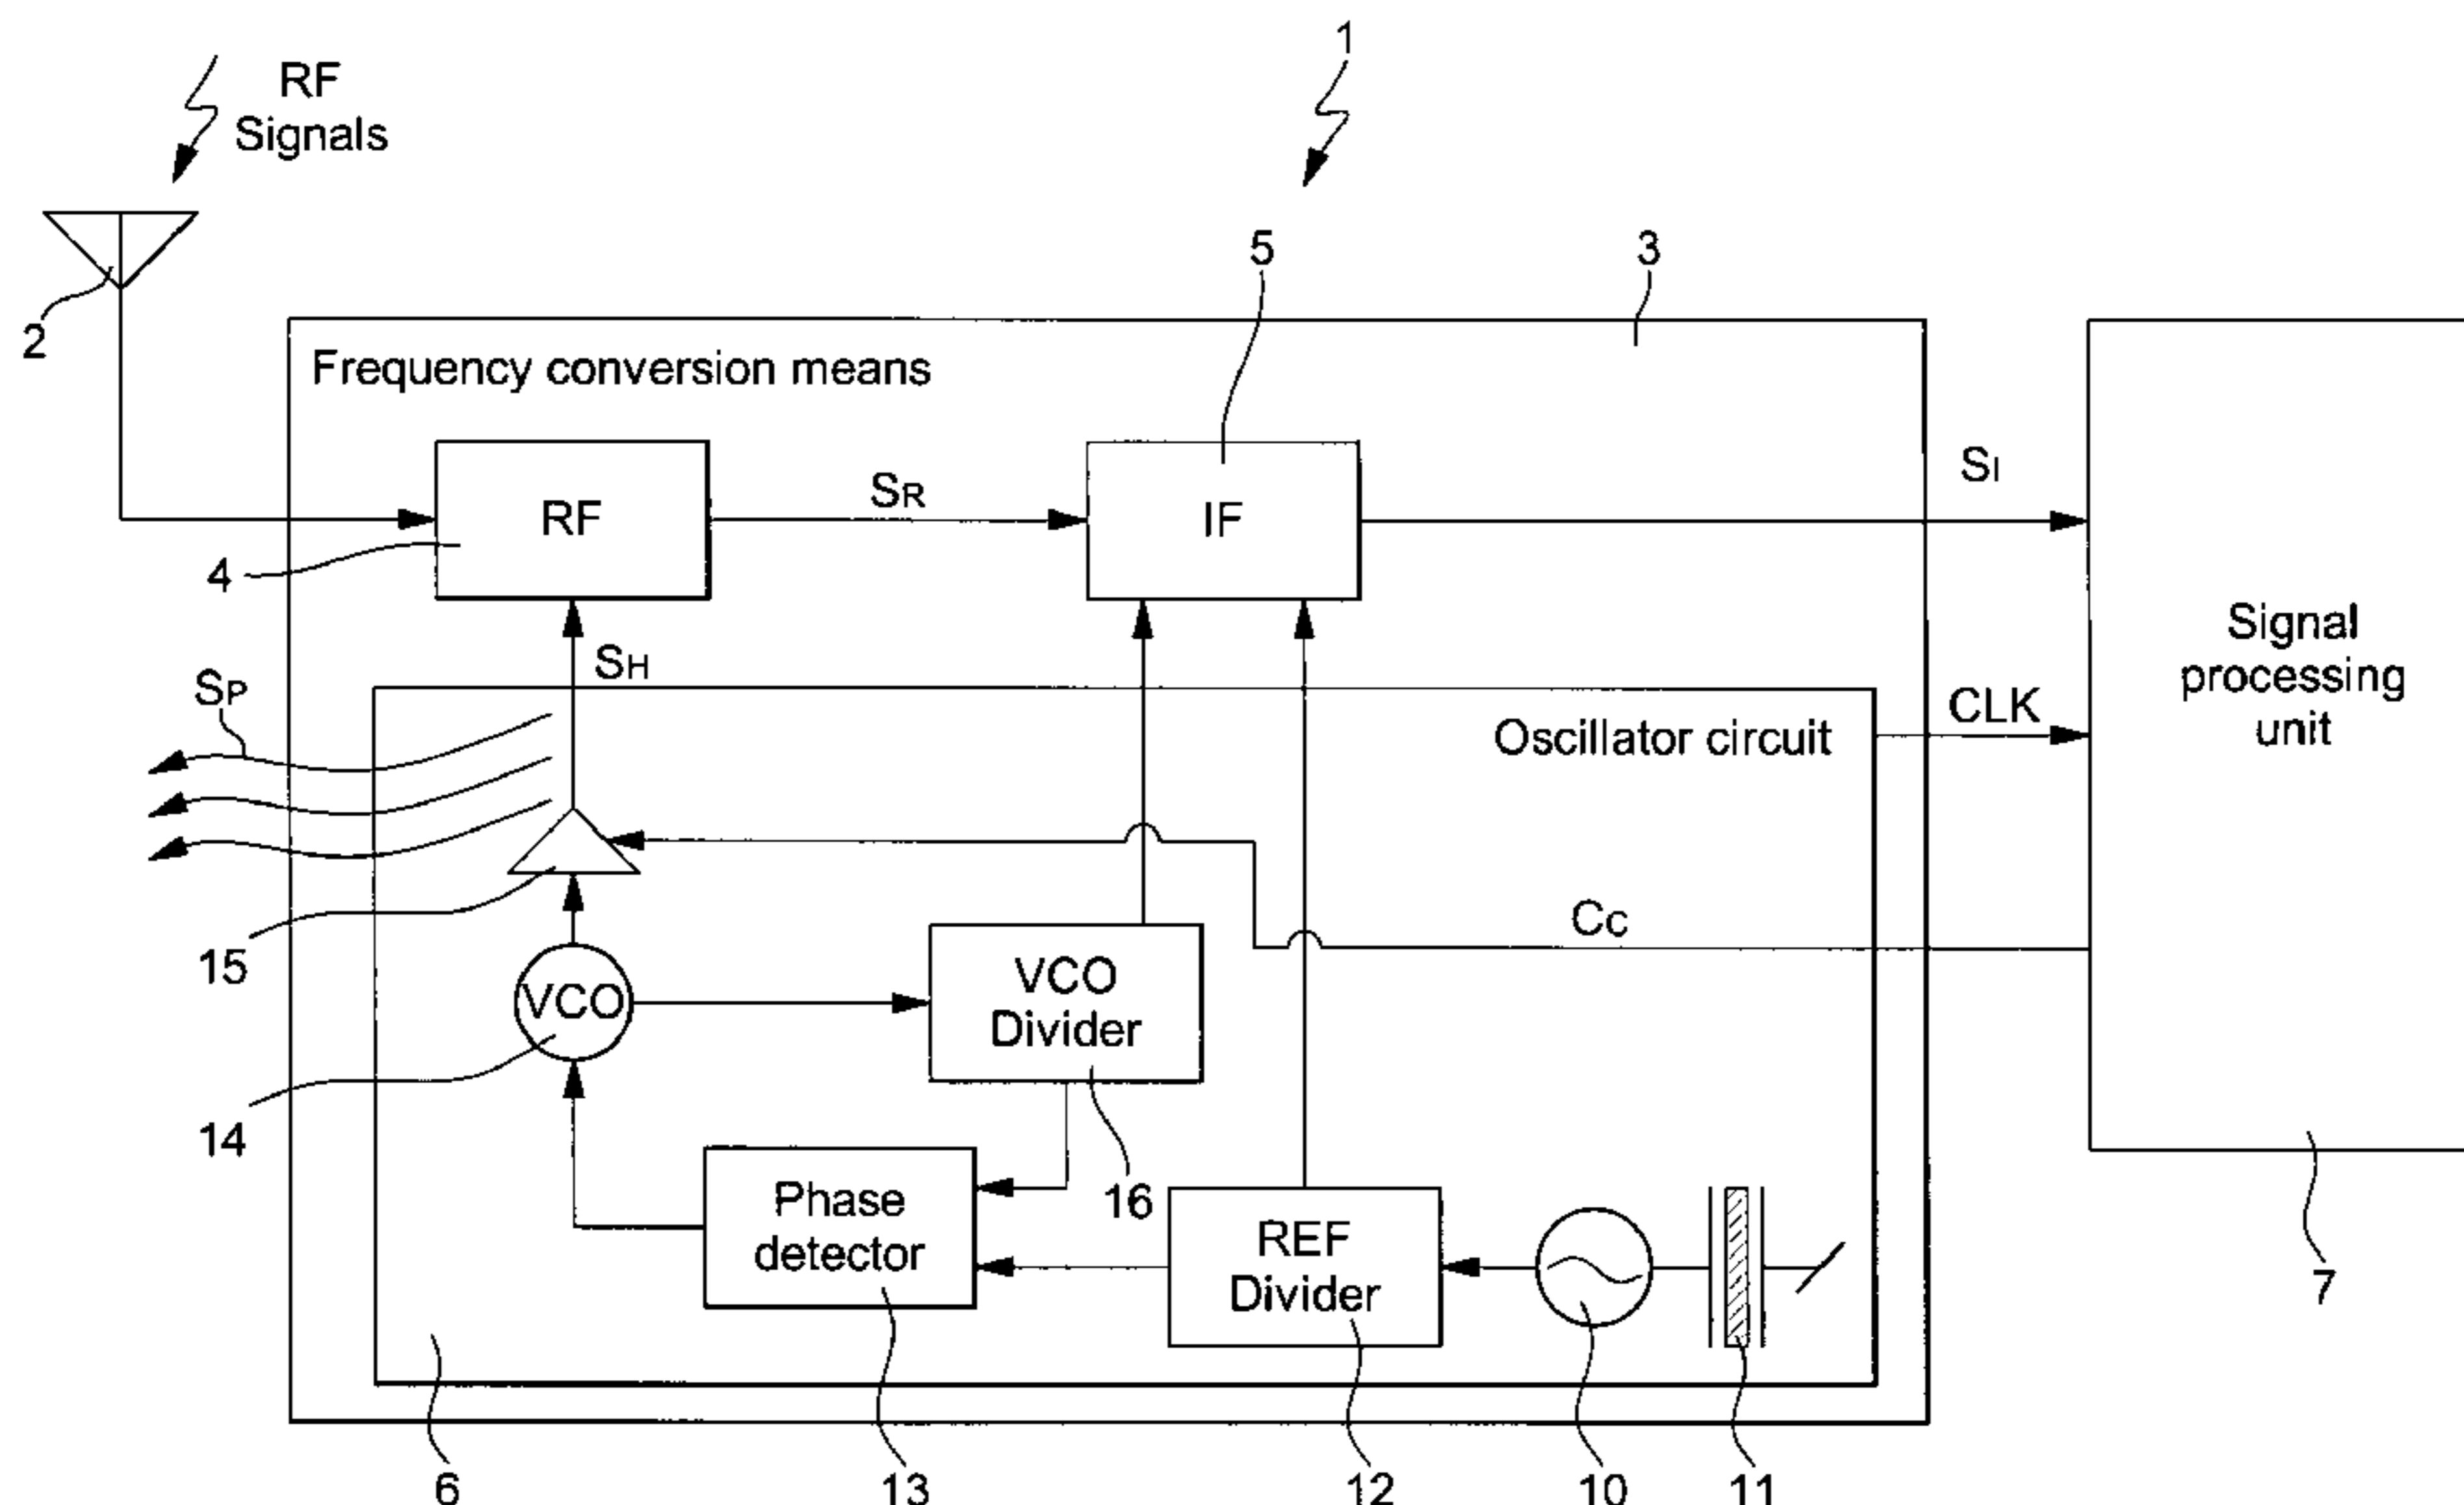 1
RF
Signals
5
3
2
Frequency conversion means
SR
SI
RF
IF
4
Signal
processing
unit
SH
SP
CLK
Oscillator circuit
Cc
15
VCO
Divider
VCO
14
16
Phase
detector
REF
Divider
7
6
13
12
10
11